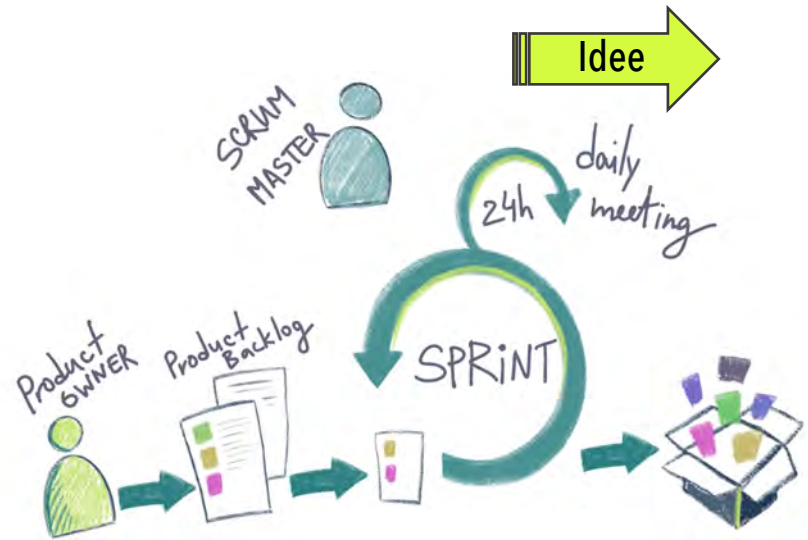 Idee
SCRUM
MASTER
daily
meeting
24h
SPRiNT
Product
OWNER
Product
Backlog